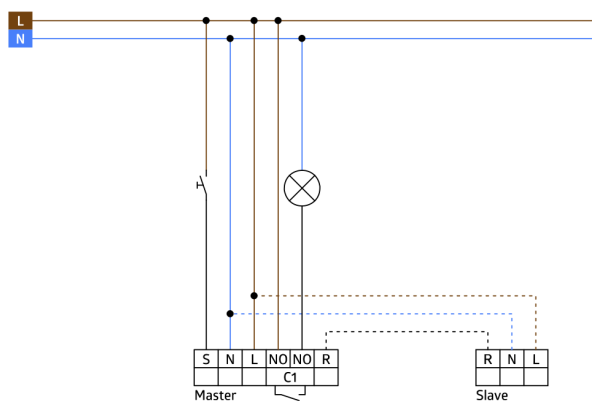 L
N
S N L NO NO R
C1
Master
R N L
Slave